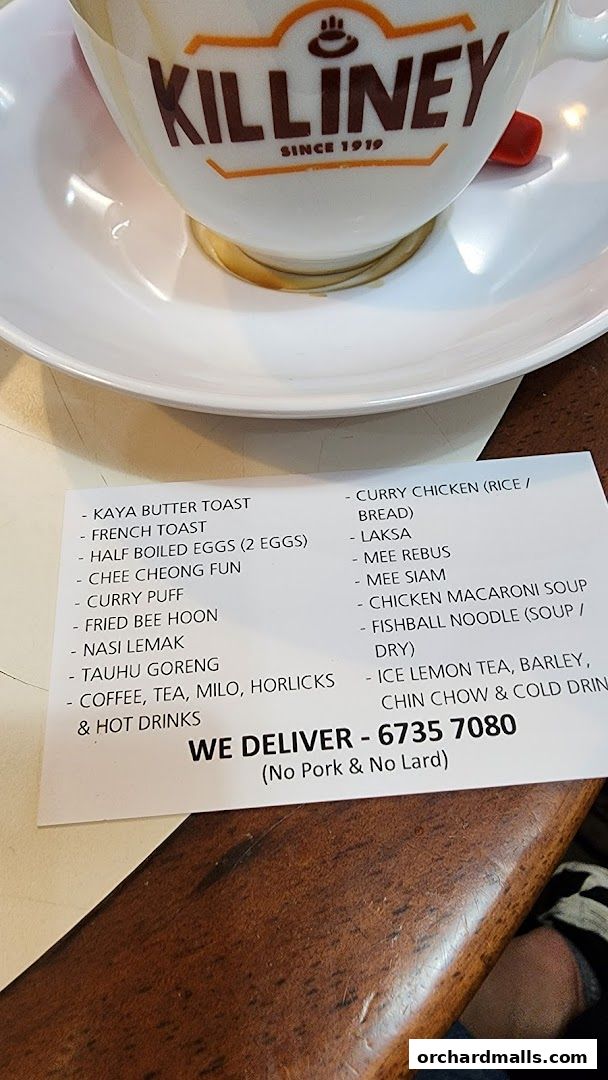 KILLINEY
SINCE 1919
- KAYA BUTTER TOAST
- FRENCH TOAST
- HALF BOILED EGGS (2 EGGS)
- CHEE CHEONG FUN
- CURRY PUFF
- FRIED BEE HOON
- NASI LEMAK
- TAUHU GORENG
- COFFEE, TEA, MILO, HORLICKS
& HOT DRINKS
- CURRY CHICKEN (RICE /
BREAD)
- LAKSA
- MEE REBUS
- MEE SIAM
- CHICKEN MACARONI SOUP
- FISHBALL NOODLE (SOUP /
DRY)
- ICE LEMON TEA, BARLEY,
CHIN CHOW & COLD DRIN
WE DELIVER - 6735 7080
(No Pork & No Lard)
orchardmalls.com